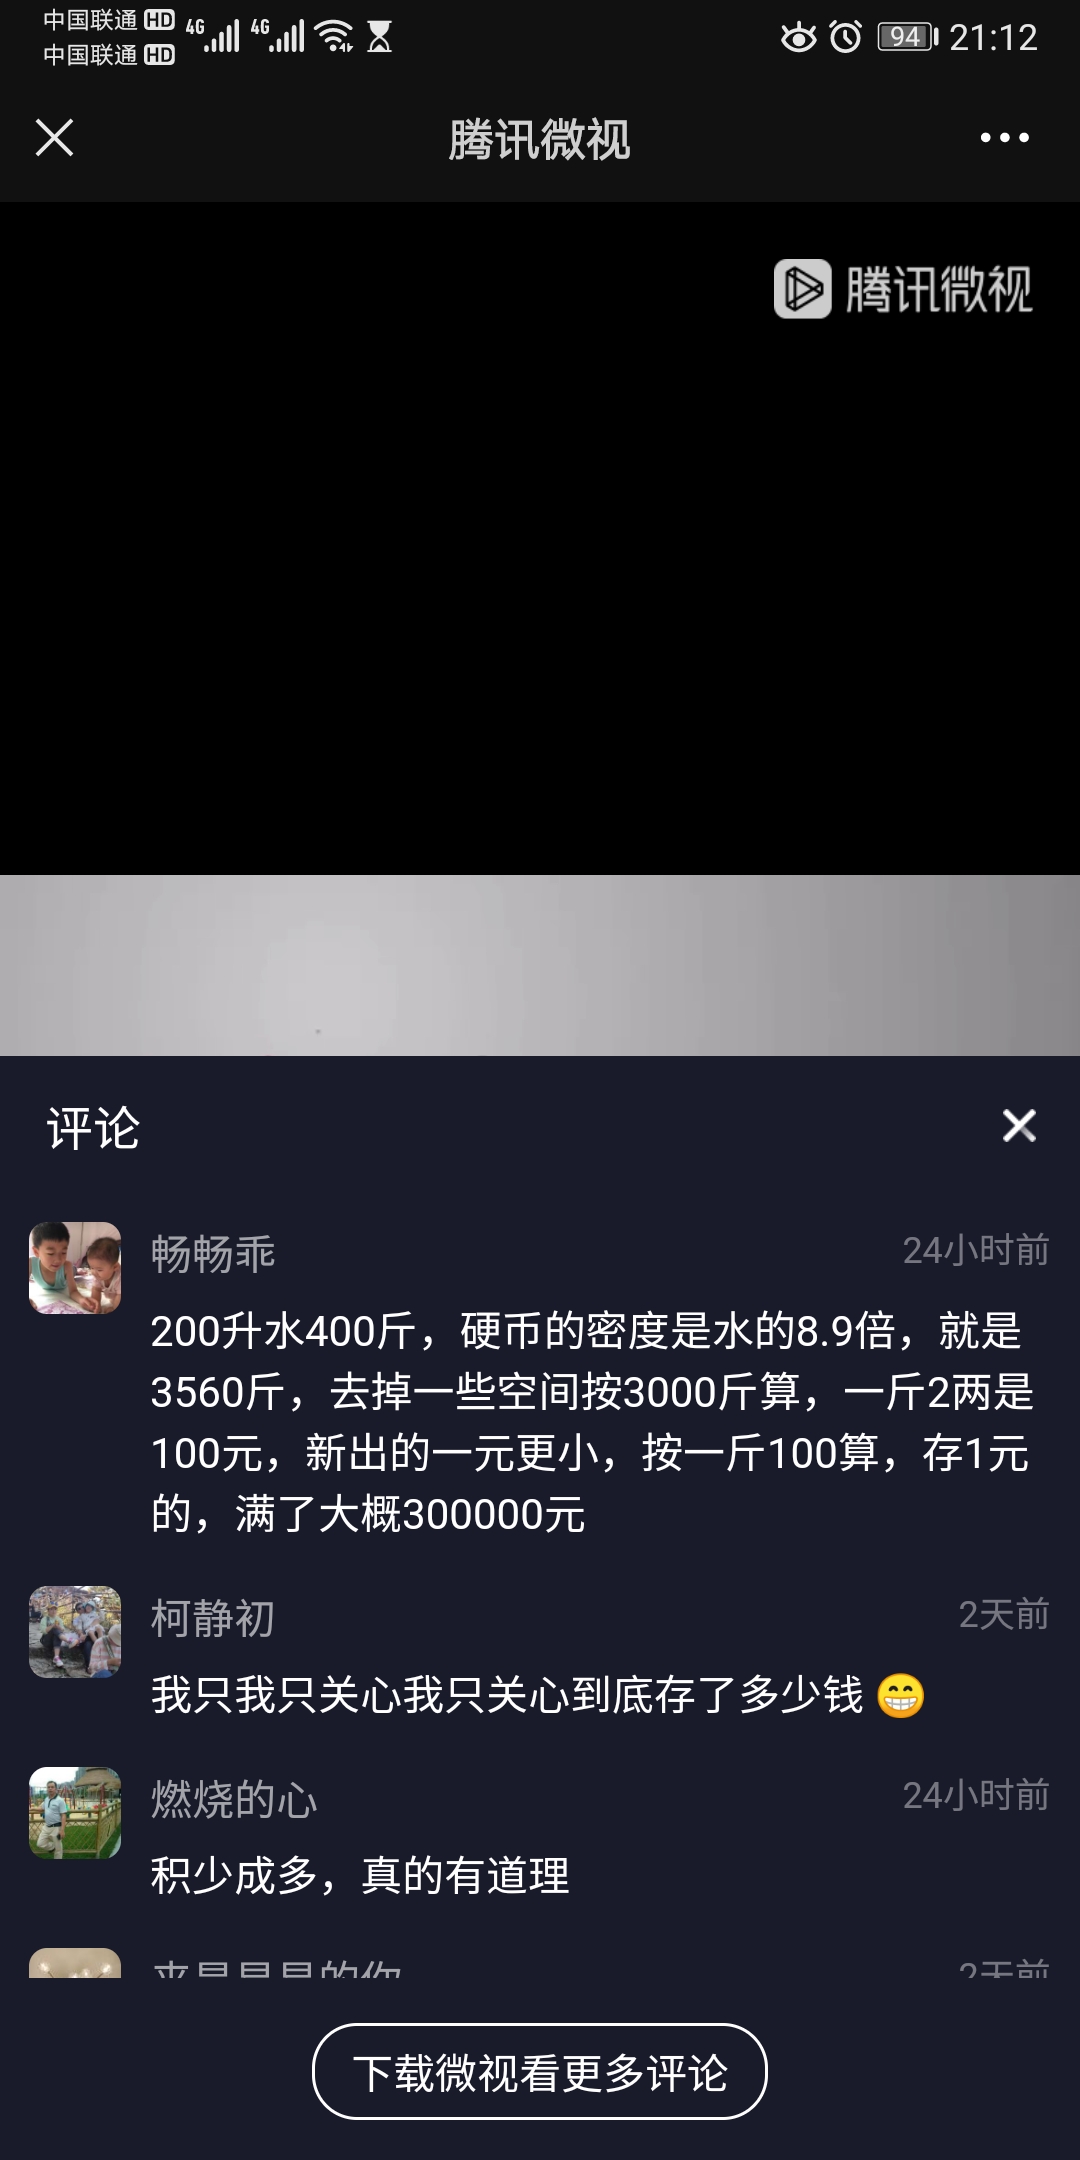 中国联通 HD 4G 4G 94 21:12
中国联通 HD
腾讯微视
腾讯微视
评论
畅畅乖 24小时前
200升水400斤，硬币的密度是水的8.9倍，就是
3560斤，去掉一些空间按3000斤算，一斤2两是
100元，新出的一元更小，按一斤100算，存1元
的，满了大概300000元
柯静初 2天前
我只我只关心我只关心到底存了多少钱 😁
燃烧的心 24小时前
积少成多，真的有道理
2天前
下载微视看更多评论